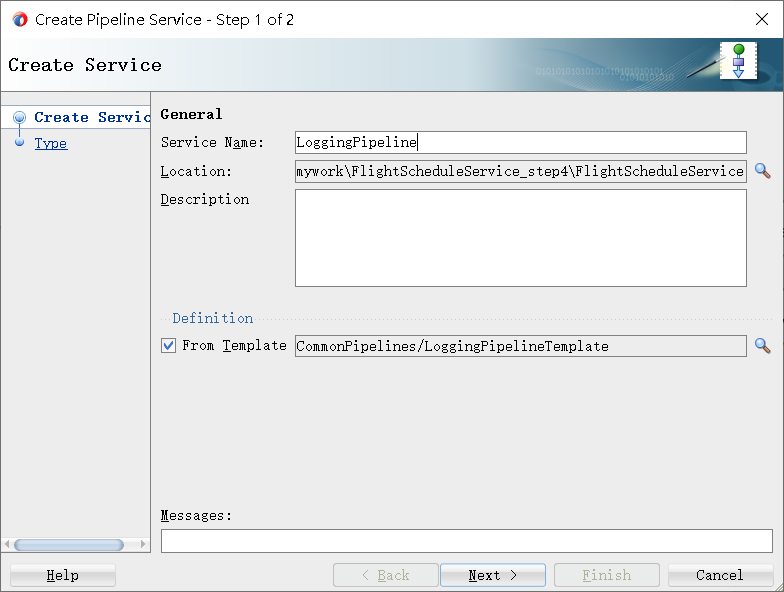 Create Pipeline Service - Step 1 of 2
Create Service
Create Servic
Type
General
Service Name: LoggingPipeline
Location: mywork\FlightScheduleService_step4\FlightScheduleService
Description
Definition
From Template CommonPipelines/LoggingPipelineTemplate
Messages:
Help < Back Next > Finish Cancel